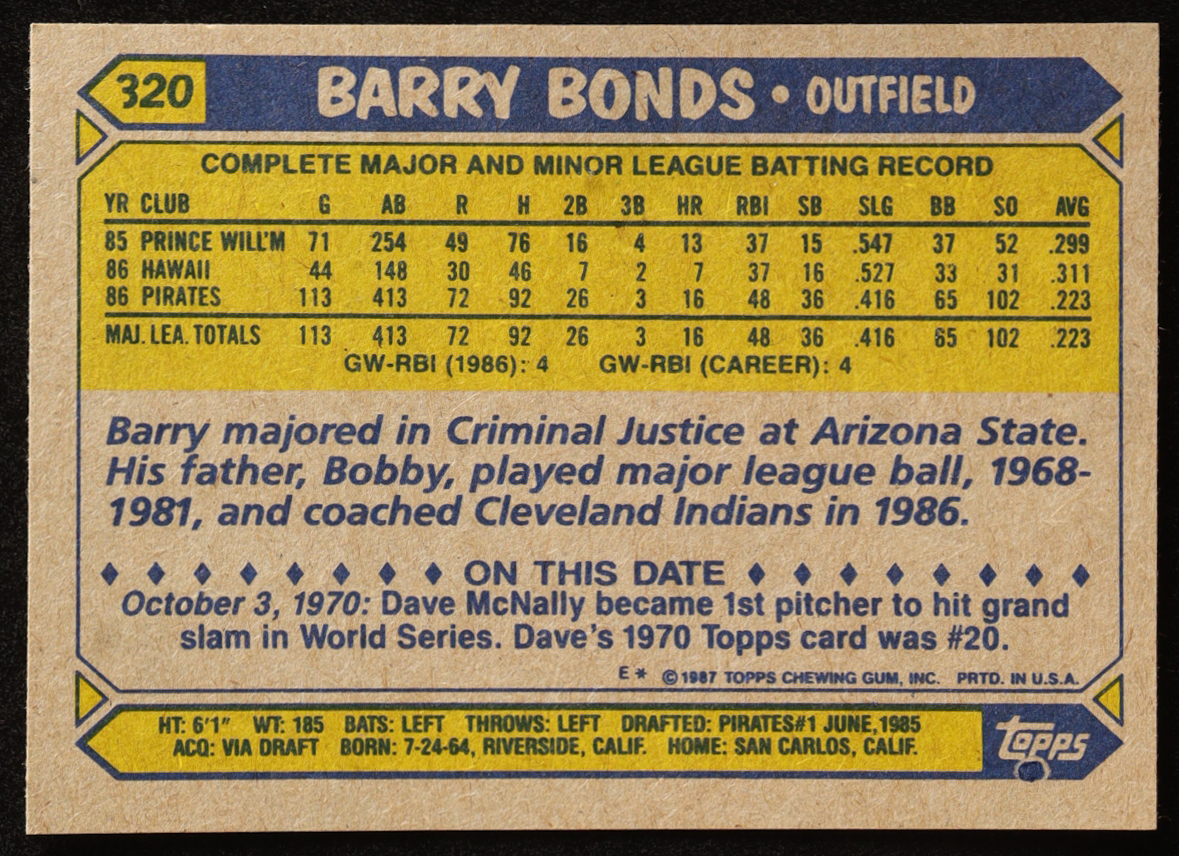 320 BARRY BONDS • OUTFIELD
COMPLETE MAJOR AND MINOR LEAGUE BATTING RECORD
YR CLUB G AB R H 2B 3B HR RBI SB SLG BB SO AVG
85 PRINCE WILL'M 71 254 49 76 16 4 13 37 15 .547 37 52 .299
86 HAWAII 44 148 30 46 7 2 7 37 16 .527 33 31 .311
86 PIRATES 113 413 72 92 26 3 16 48 36 .416 65 102 .223
MAJ. LEA. TOTALS 113 413 72 92 26 3 16 48 36 .416 65 102 .223
GW-RBI (1986): 4 GW-RBI (CAREER): 4
Barry majored in Criminal Justice at Arizona State.
His father, Bobby, played major league ball, 1968-
1981, and coached Cleveland Indians in 1986.
ON THIS DATE
October 3, 1970: Dave McNally became 1st pitcher to hit grand
slam in World Series. Dave's 1970 Topps card was #20.
E* ©1987 TOPPS CHEWING GUM, INC. PRTD. IN U.S.A.
HT: 6'1" WT: 185 BATS: LEFT THROWS: LEFT DRAFTED: PIRATES#1 JUNE,1985
ACQ: VIA DRAFT BORN: 7-24-64, RIVERSIDE, CALIF. HOME: SAN CARLOS, CALIF.
topps